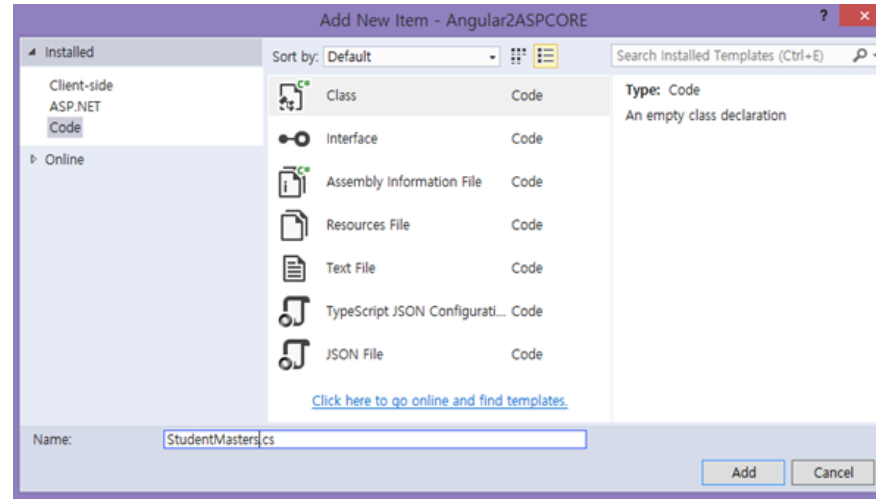 Add New Item - Angular2ASPCORE
?
Installed
Client-side
ASP.NET
Code
Online
Sort by: Default
C#
Class Code
Interface Code
C#
Assembly Information File Code
Resources File Code
Text File Code
TypeScript JSON Configurati... Code
JSON File Code
Click here to go online and find templates.
Search Installed Templates (Ctrl+E)
Type: Code
An empty class declaration
Name: StudentMasters.cs
Add Cancel